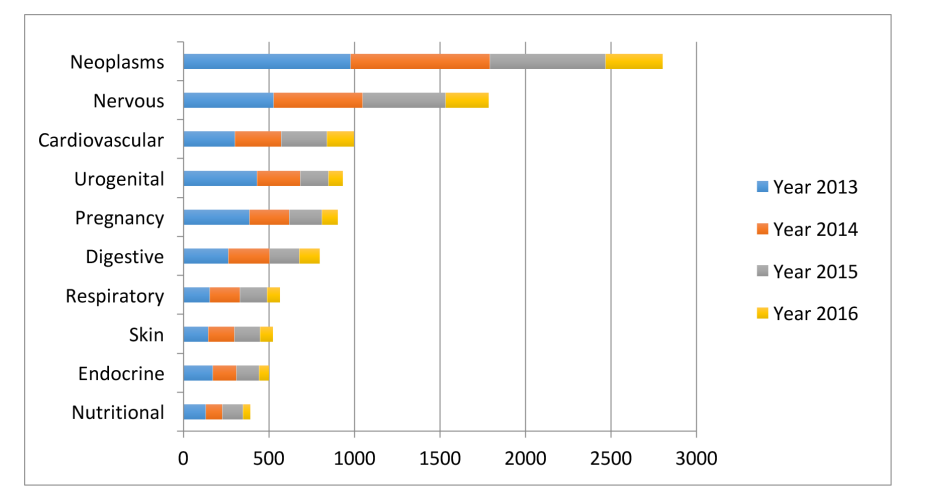 Neoplasms
Nervous
Cardiovascular
Urogenital
Pregnancy
Digestive
Respiratory
Skin
Endocrine
Nutritional
0 500 1000 1500 2000 2500 3000
Year 2013
Year 2014
Year 2015
Year 2016